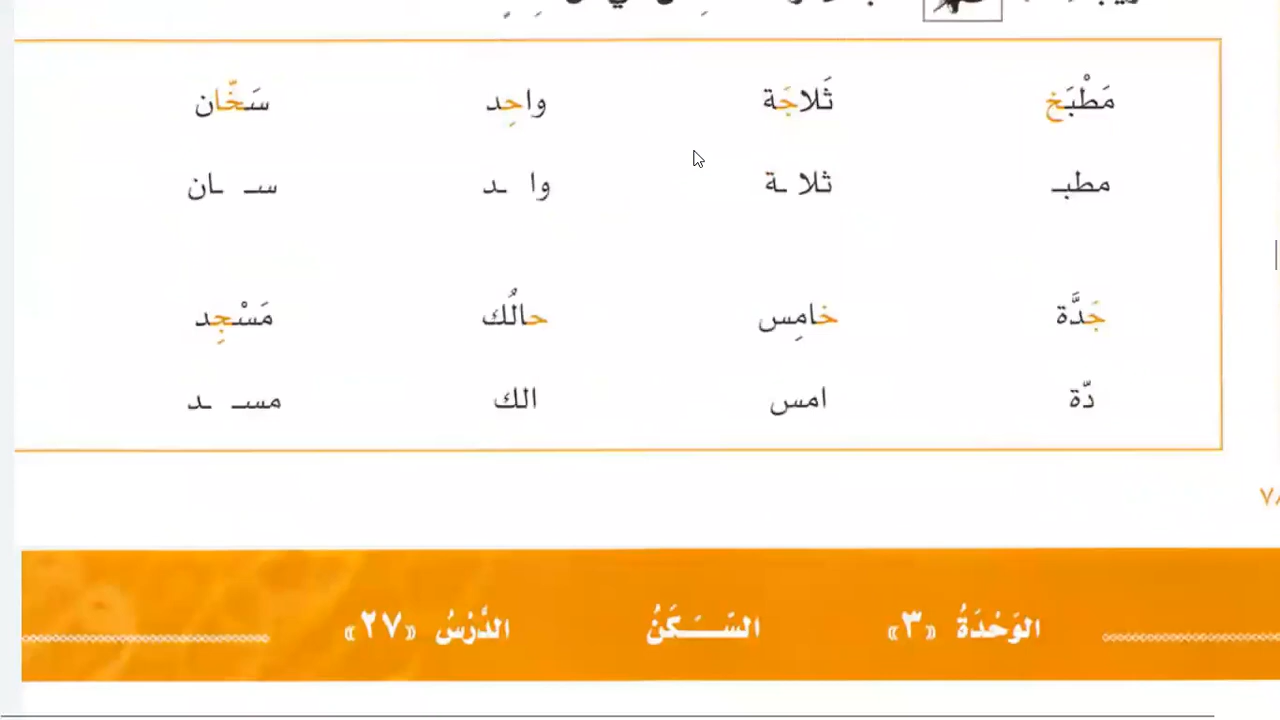 مَطْبَخ ثَلاجَة واحِد سَخّان
مطبـ ثلا ـة وا ـد سـ ـان
جَدَّة خامِس حالُك مَسْجِد
دّة امس الك مسـ ـد
الوَحْدَةُ «٣» السَّـكَنُ الدَّرْسُ «٢٧»